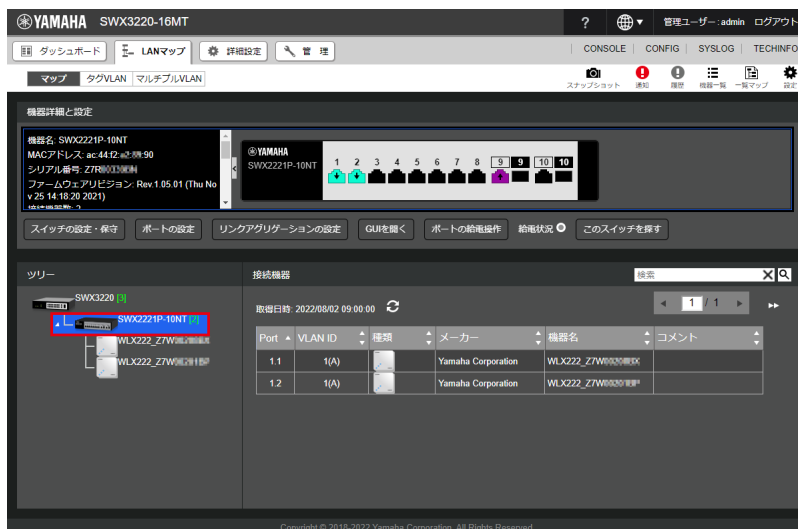 YAMAHA SWX3220-16MT
? 管理ユーザー:admin ログアウト
ダッシュボード LANマップ 詳細設定 管 理
CONSOLE CONFIG SYSLOG TECHINFO
マップ タグVLAN マルチプルVLAN
スナップショット 通知 履歴 機器一覧 一覧マップ 設定
機器詳細と設定
機器名: SWX2221P-10NT
MACアドレス: ac:44:f2: :90
シリアル番号: Z7R
ファームウェアリビジョン: Rev.1.05.01 (Thu No
v 25 14:18:20 2021)
接続機器数: 2
YAMAHA
SWX2221P-10NT
1 2 3 4 5 6 7 8 9 9 10 10
スイッチの設定・保守 ポートの設定 リンクアグリゲーションの設定 GUIを開く ポートの給電操作 給電状況 このスイッチを探す
ツリー
SWX3220 [3]
SWX2221P-10NT [2]
WLX222_Z7W
WLX222_Z7W
接続機器
検索
取得日時: 2022/08/02 09:00:00
1 / 1
Port VLAN ID 種類 メーカー 機器名 コメント
1.1 1(A) Yamaha Corporation WLX222_Z7W
1.2 1(A) Yamaha Corporation WLX222_Z7W
Copyright © 2018-2022 Yamaha Corporation. All Rights Reserved.